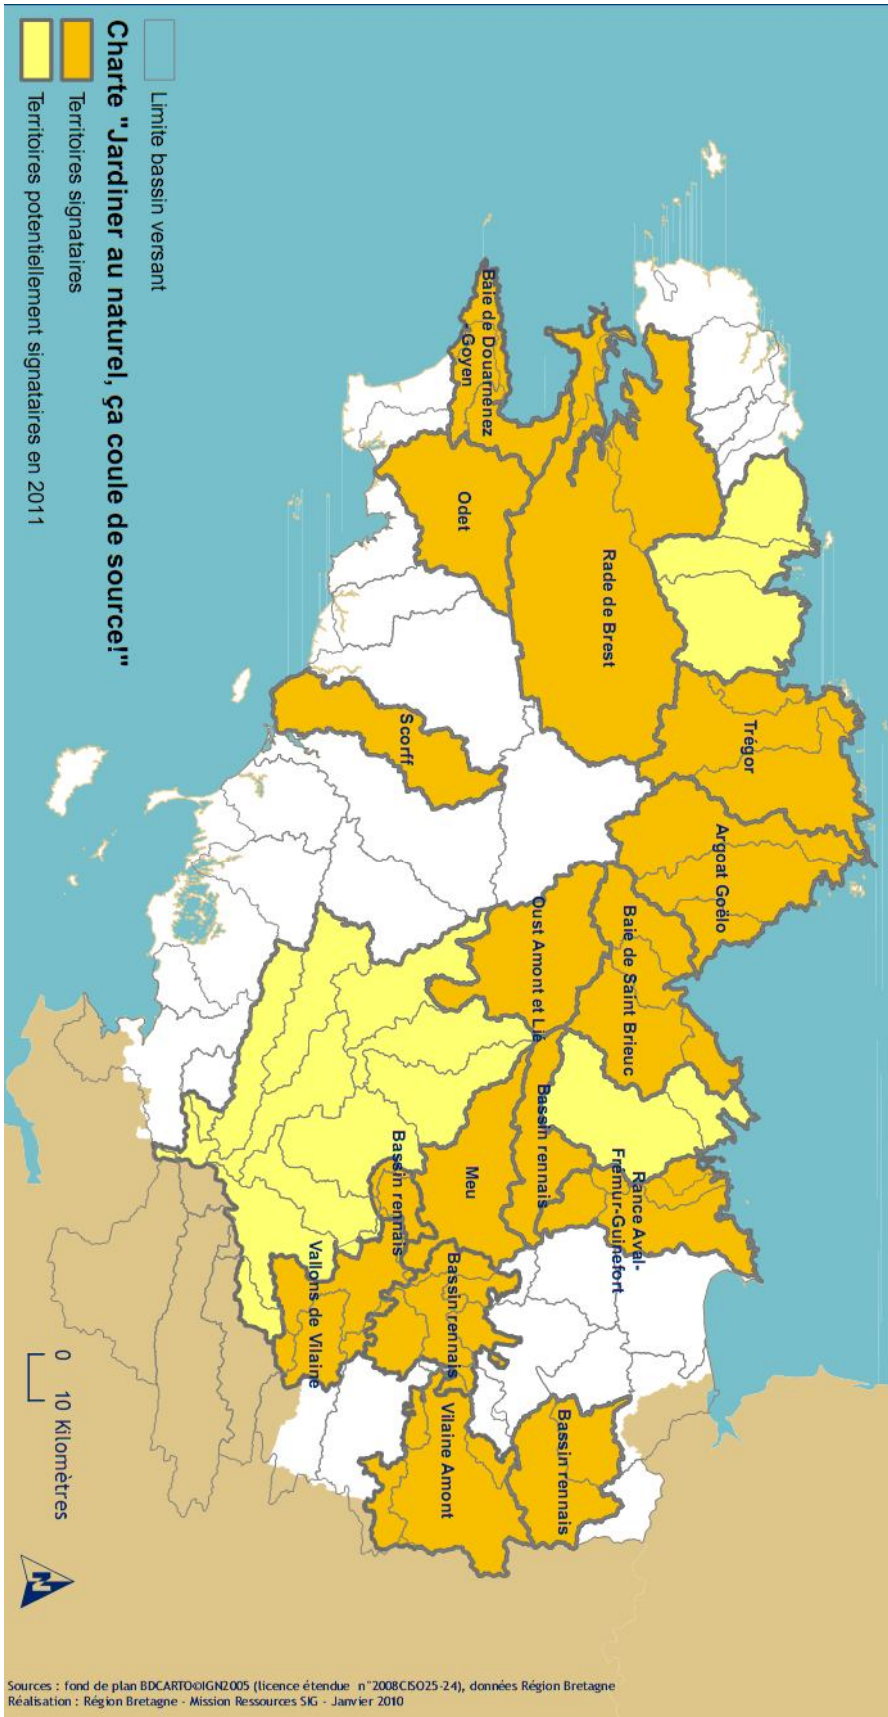 Limite bassin versant
Charte "Jardiner au naturel, ça coule de source!"
Territoires signataires
Territoires potentiellement signataires en 2011
Baie de Douarnenez
-Goyen
Odet
Rade de Brest
Scorff
Trégor
Argoat Goëlo
Baie de Saint Brieuc
Oust Amont et Lié
Bassin rennais
Rance Aval-
Frémur-Guinefort
Meu
Bassin rennais
Bassin rennais
Vallons de Vilaine
Vilaine Amont
Bassin rennais
0 10 Kilomètres
N
Sources : fond de plan BDCARTO©IGN2005 (licence étendue n°2008CISO25-24), données Région Bretagne
Réalisation : Région Bretagne - Mission Ressources SIG - Janvier 2010